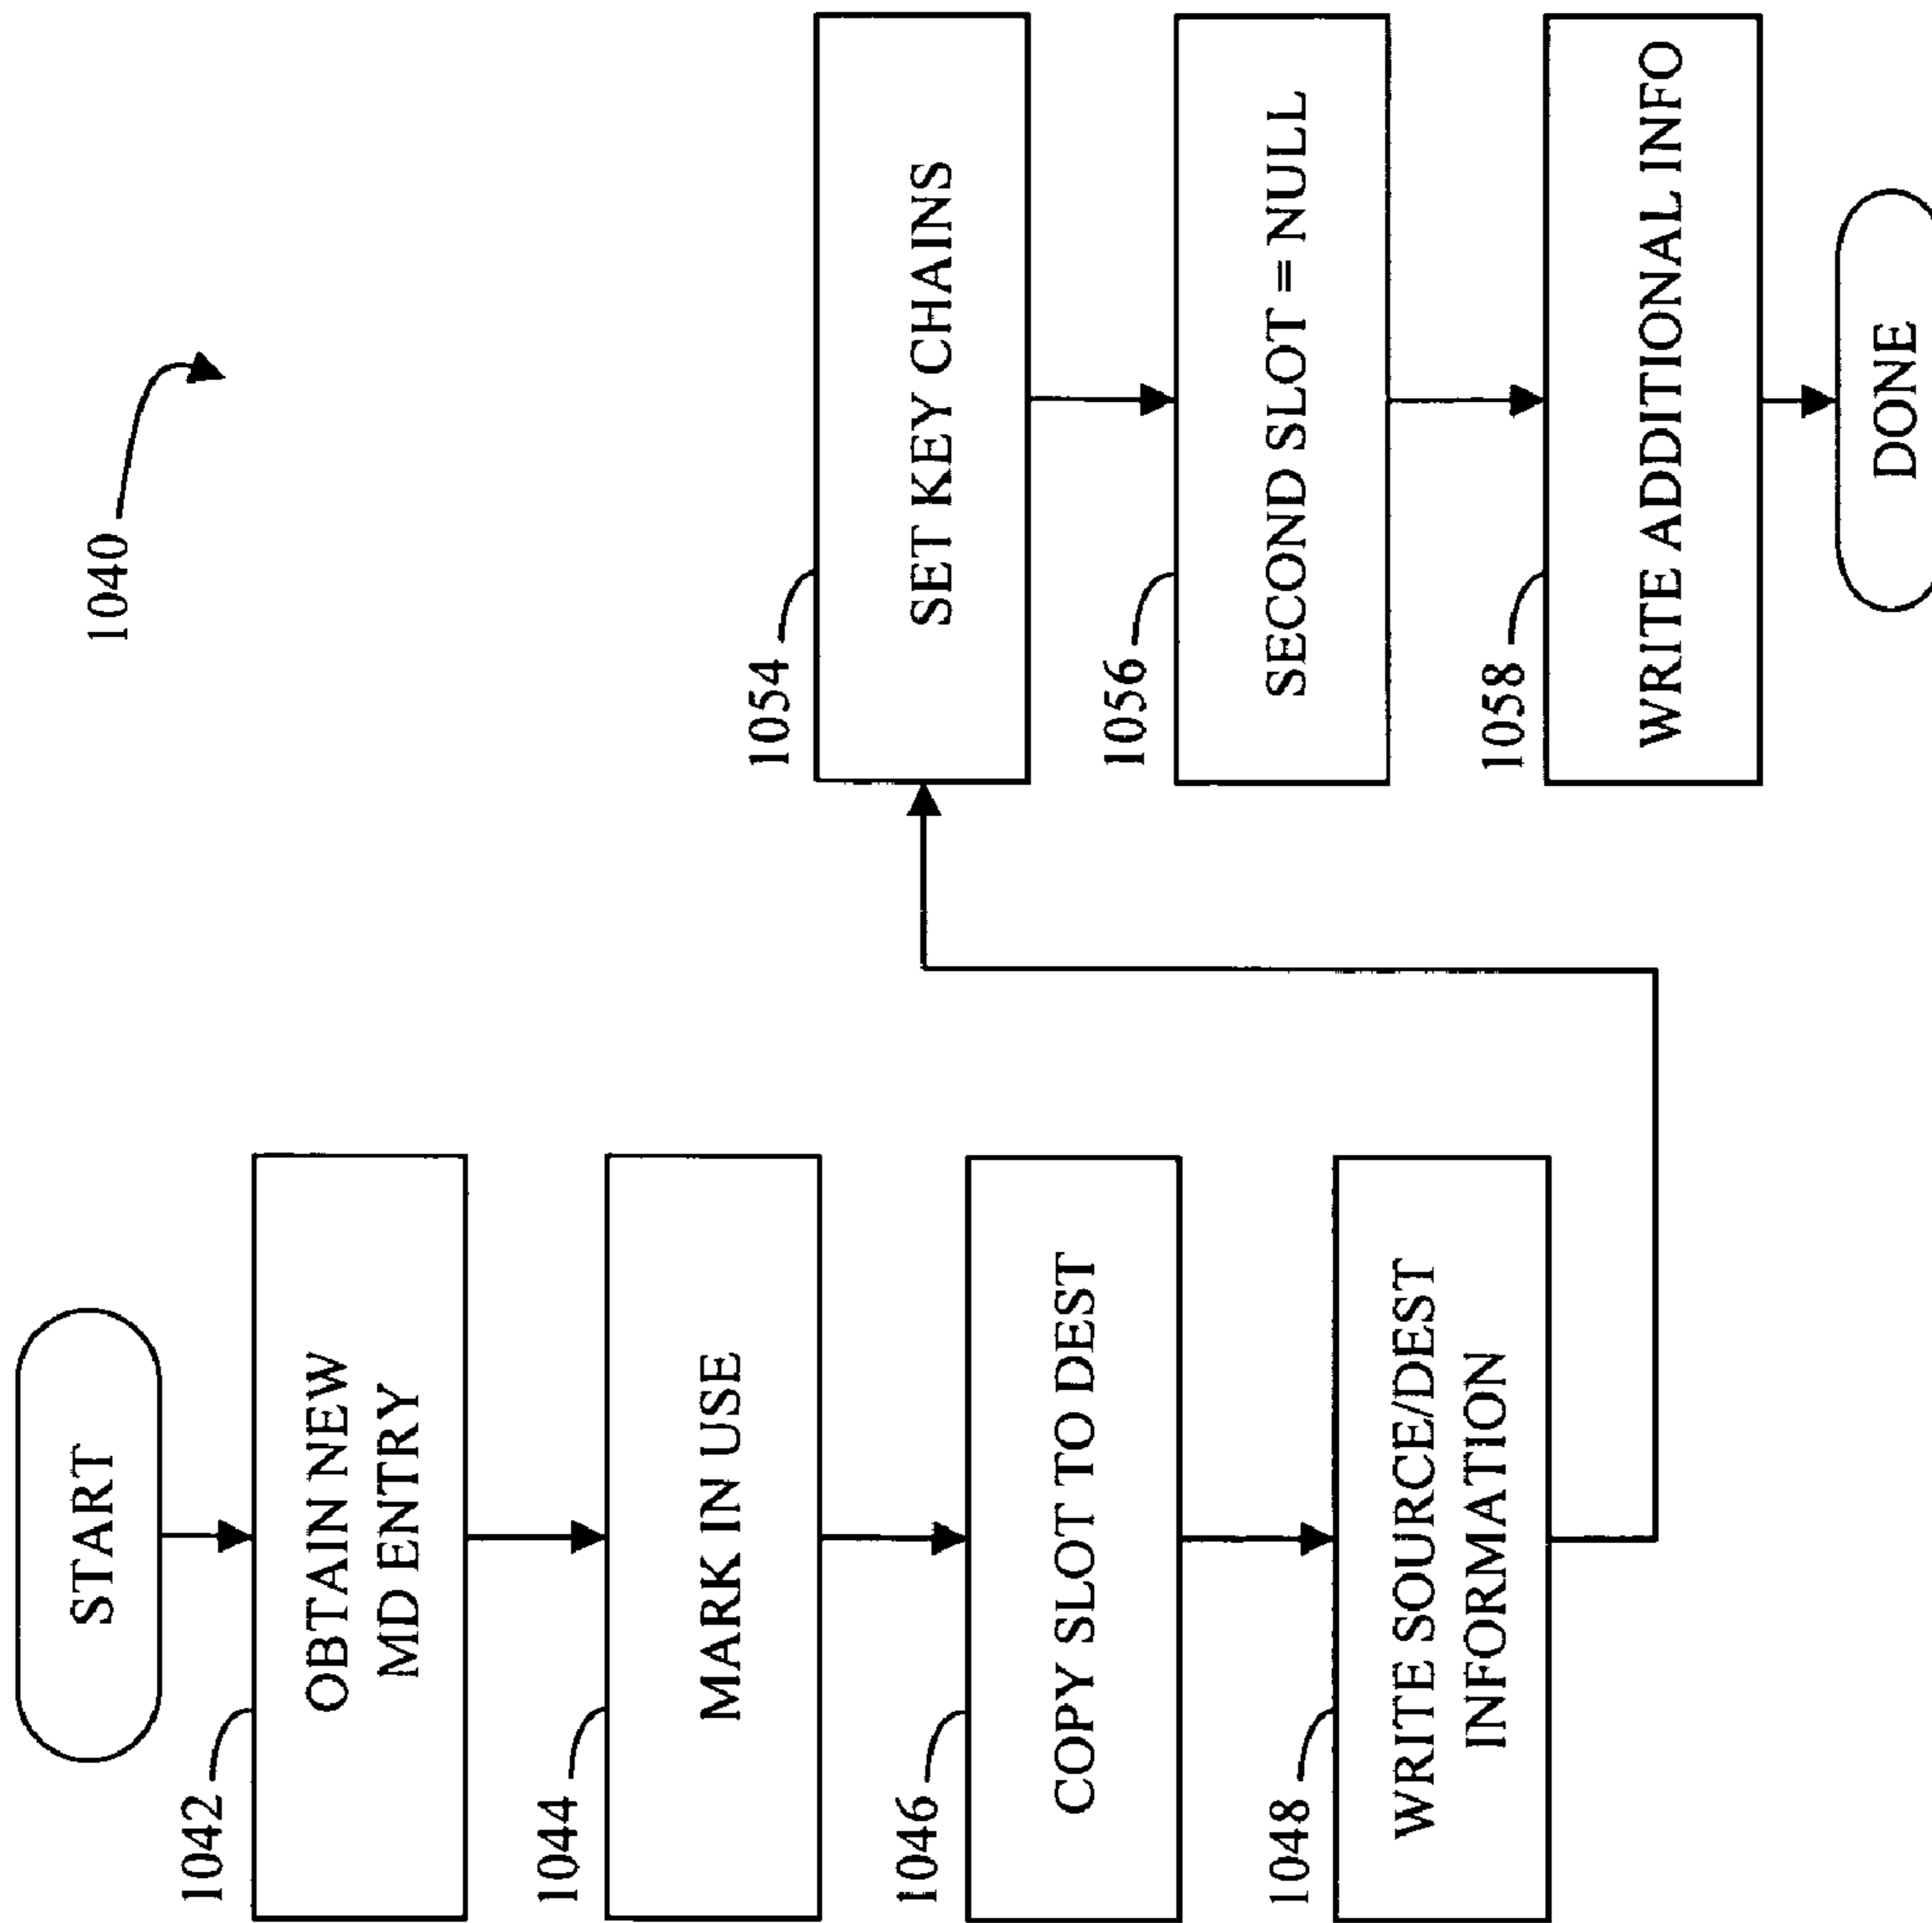 1040
START
1042
OBTAIN NEW
MD ENTRY
1044
MARK IN USE
1046
COPY SLOT TO DEST
1048
WRITE SOURCE/DEST
INFORMATION
1054
SET KEY CHAINS
1056
SECOND SLOT = NULL
1058
WRITE ADDITIONAL INFO
DONE